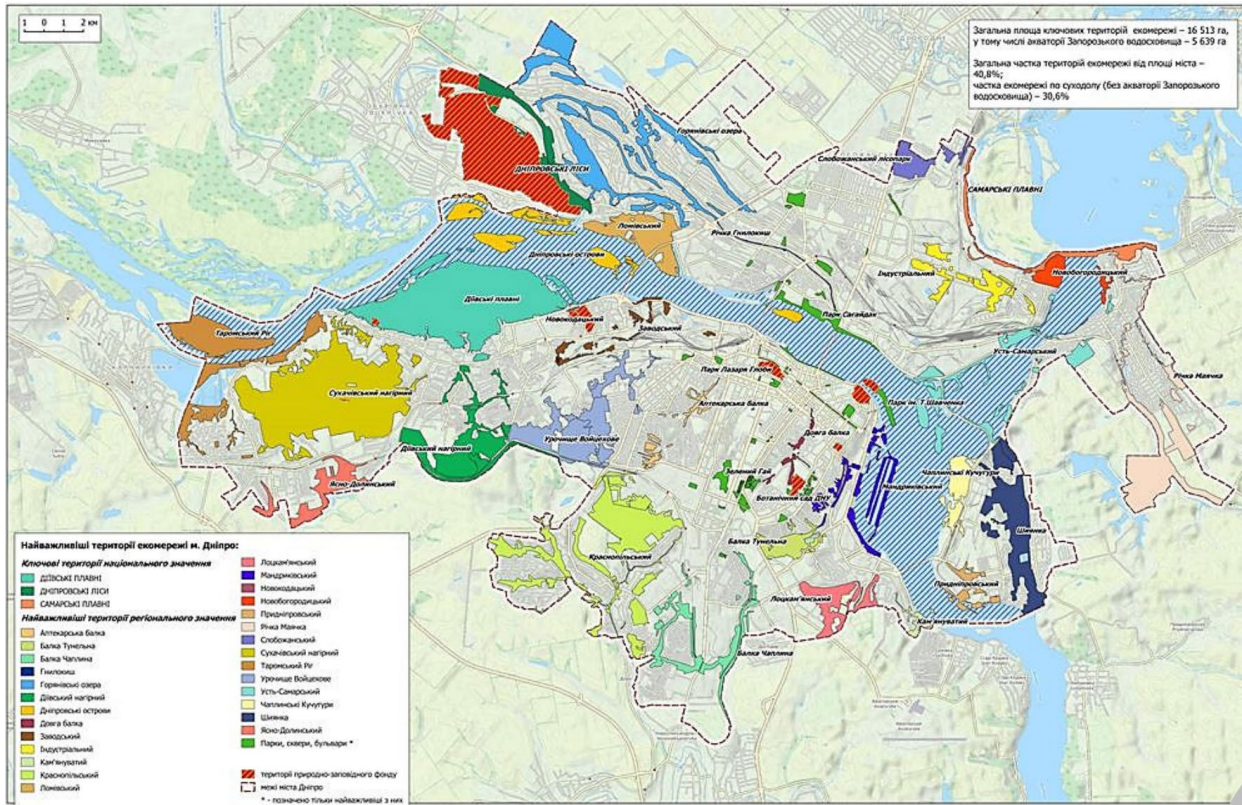 1 0 1 2 км
Загальна площа ключових територій екомережі – 16 513 га,
у тому числі акваторії Запорозького водосховища – 5 639 га
Загальна частка територій екомережі від площі міста –
40,8%;
частка екомережі по суходолу (без акваторії Запорозького
водосховища) – 30,6%
Горянівські озера
Слобожанський лісопарк
ДНІПРОВСЬКІ ЛІСИ
САМАРСЬКІ ПЛАВНІ
Ломівський
Річка Гнилокиш
Дніпровські острови
Індустріальний
Новобогородицький
Діївські плавні
Таромський Ріг
Новокодацький
Заводський
Парк Сагайдак
Усть-Самарський
Річка Маячка
Парк Лазаря Глоби
Сухачівський нагірний
Аптекарська балка
Парк ім. Т.Шевченка
Урочище Войцехове
Довга балка
Діївський нагірний
Зелений Гай
Чаплинські Кучугури
Ясно-Долинський
Ботанічний сад ДНУ
Мандриківський
Шиянка
Балка Тунельна
Краснопільський
Придніпровський
Лоцкам'янський
Кам'януватий
Балка Чаплина
Найважливіші території екомережі м. Дніпро:
Ключові території національного значення
ДІЇВСЬКІ ПЛАВНІ
ДНІПРОВСЬКІ ЛІСИ
САМАРСЬКІ ПЛАВНІ
Найважливіші території регіонального значення
Аптекарська Балка
Балка Тунельна
Балка Чаплина
Гнилокиш
Горянівські озера
Діївський нагірний
Дніпровські острови
Довга балка
Заводський
Індустріальний
Кам'януватий
Краснопільський
Ломівський
Лоцкам'янський
Мандриківський
Новокодацький
Новобогородицький
Придніпровський
Річка Маячка
Слобожанський
Сухачівський нагірний
Таромський Ріг
Урочище Войцехове
Усть-Самарський
Чаплинські Кучугури
Шиянка
Ясно-Долинський
Парки, сквери, бульвари *
території природно-заповідного фонду
межі міста Дніпро
* - позначено тільки найважливіші з них